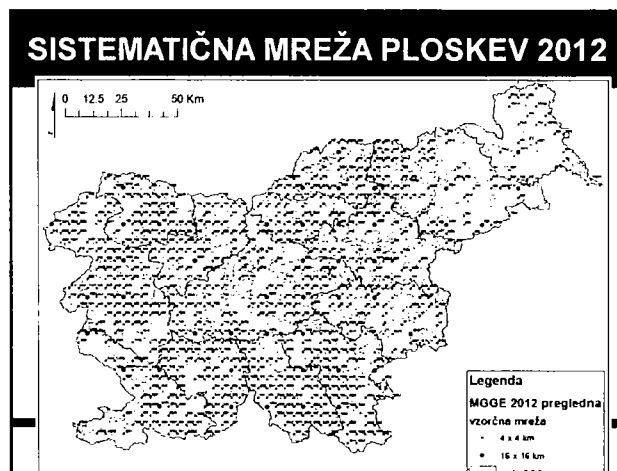 SISTEMATIČNA MREŽA PLOSKEV 2012
0 12.5 25 50 Km
Legenda
MGGE 2012 pregledna
vzorčna mreža
4 x 4 km
16 x 16 km